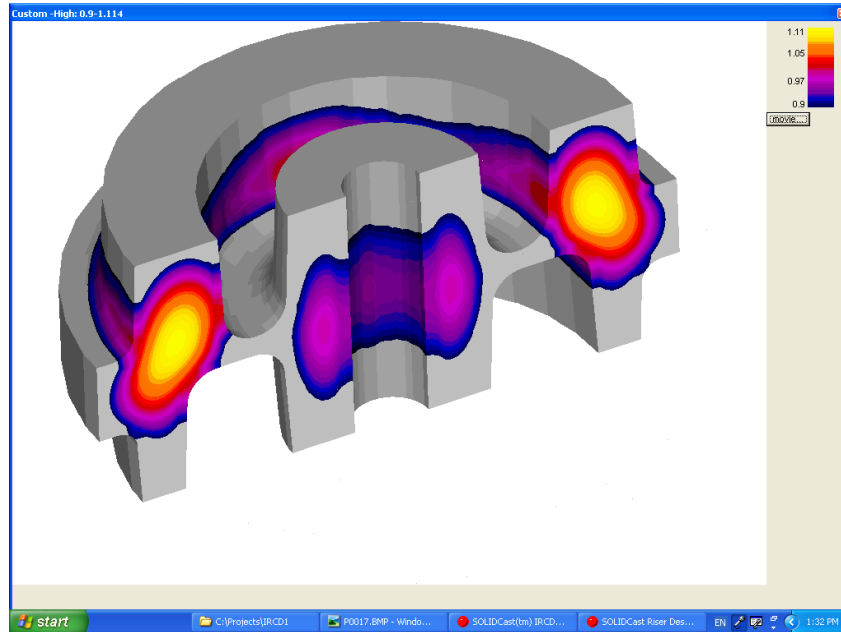 Custom -High: 0.9-1.114
1.11
1.05
0.97
0.9
movie...
start
C:\Projects\IRCD1
P0017.BMP - Windo...
SOLIDCast(tm) IRCD...
SOLIDCast Riser Des...
EN
1:32 PM